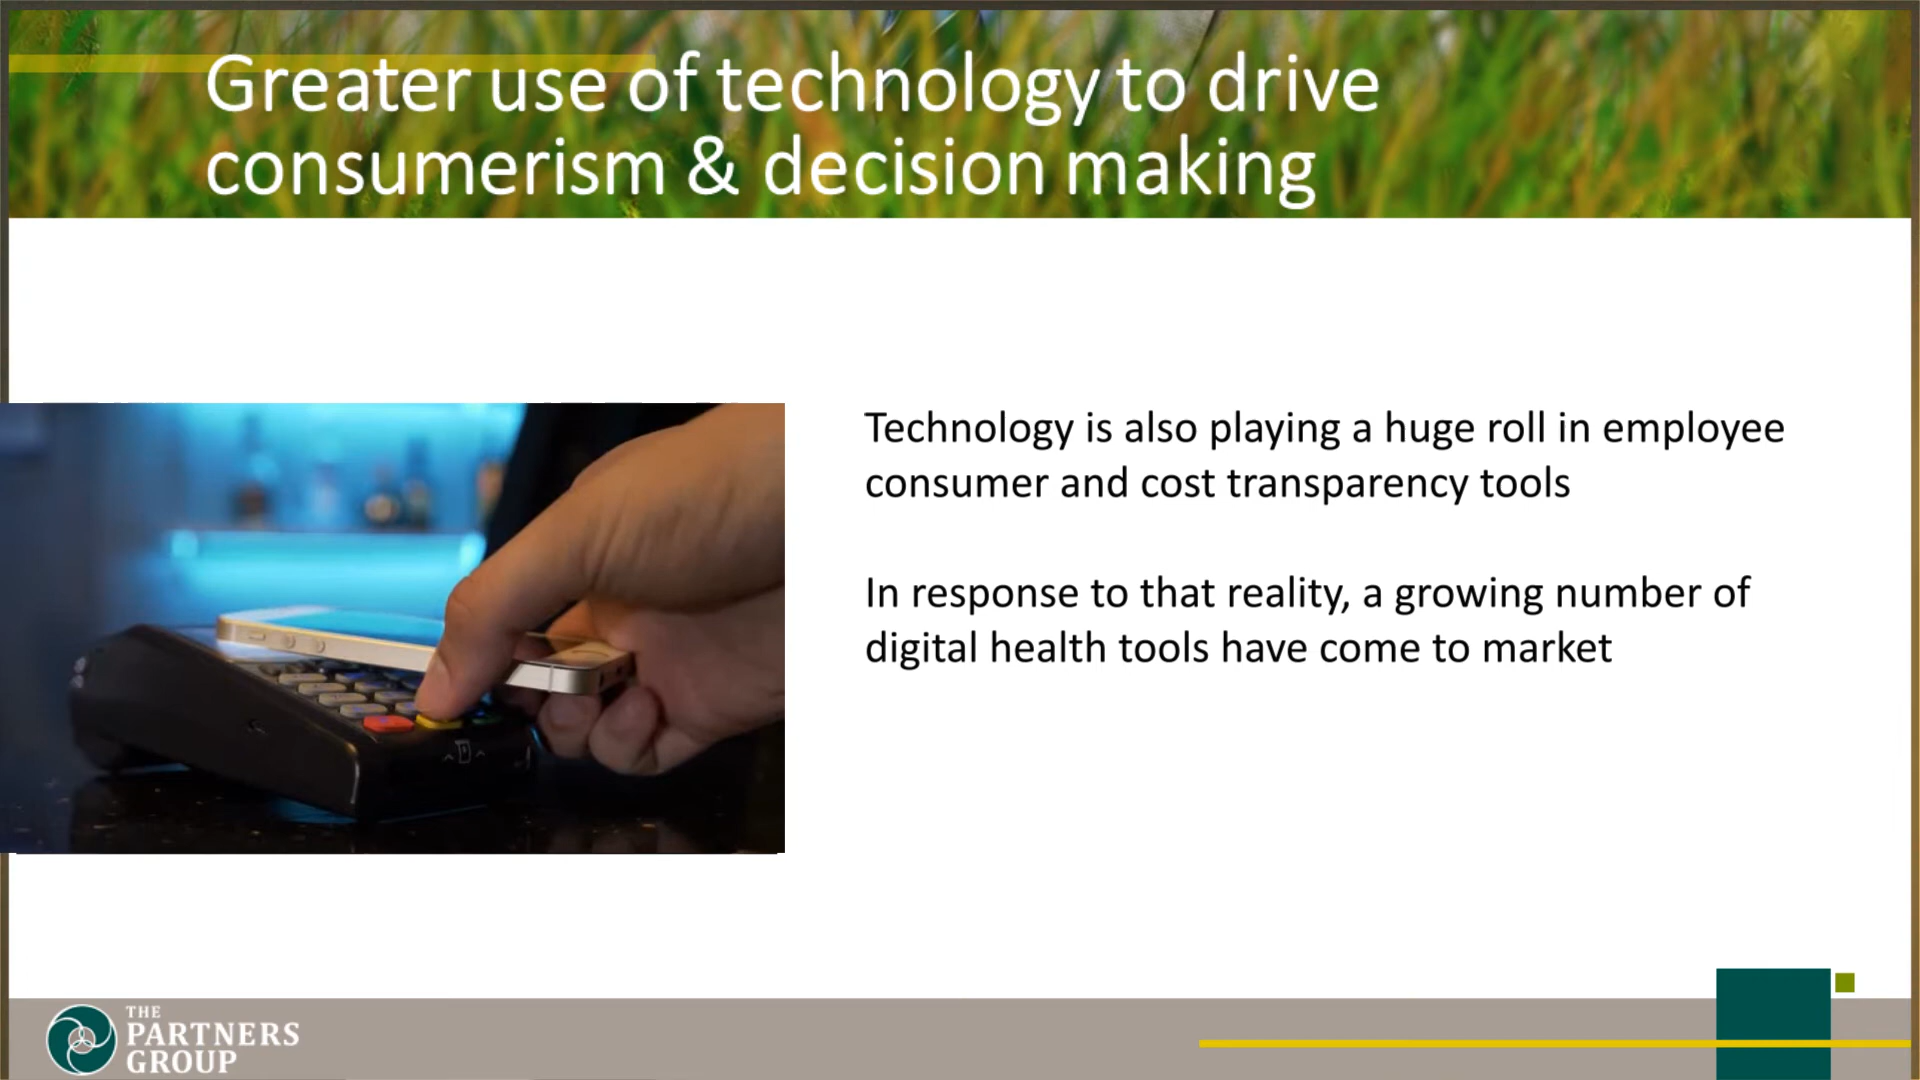 Greater use of technology to drive
consumerism & decision making
Technology is also playing a huge roll in employee
consumer and cost transparency tools
In response to that reality, a growing number of
digital health tools have come to market
THE
PARTNERS
GROUP